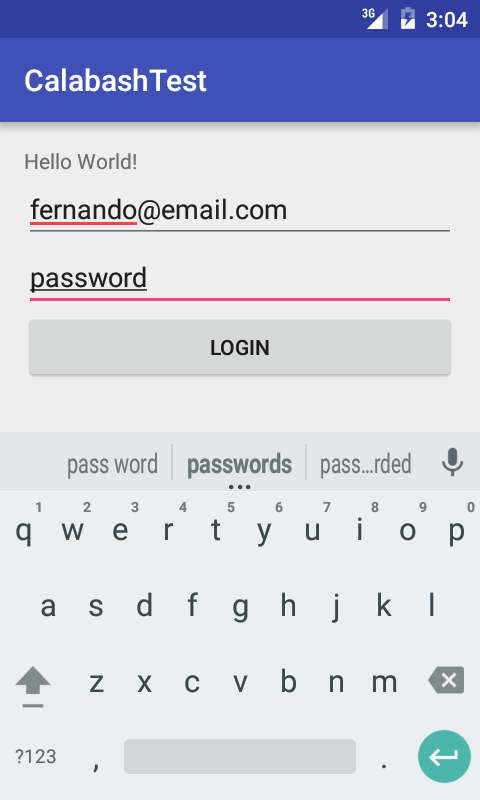 3G 3:04
CalabashTest
Hello World!
fernando@email.com
password
LOGIN
pass word passwords pass...rded
1 2 3 4 5 6 7 8 9 0
q w e r t y u i o p
a s d f g h j k l
z x c v b n m
?123 , .